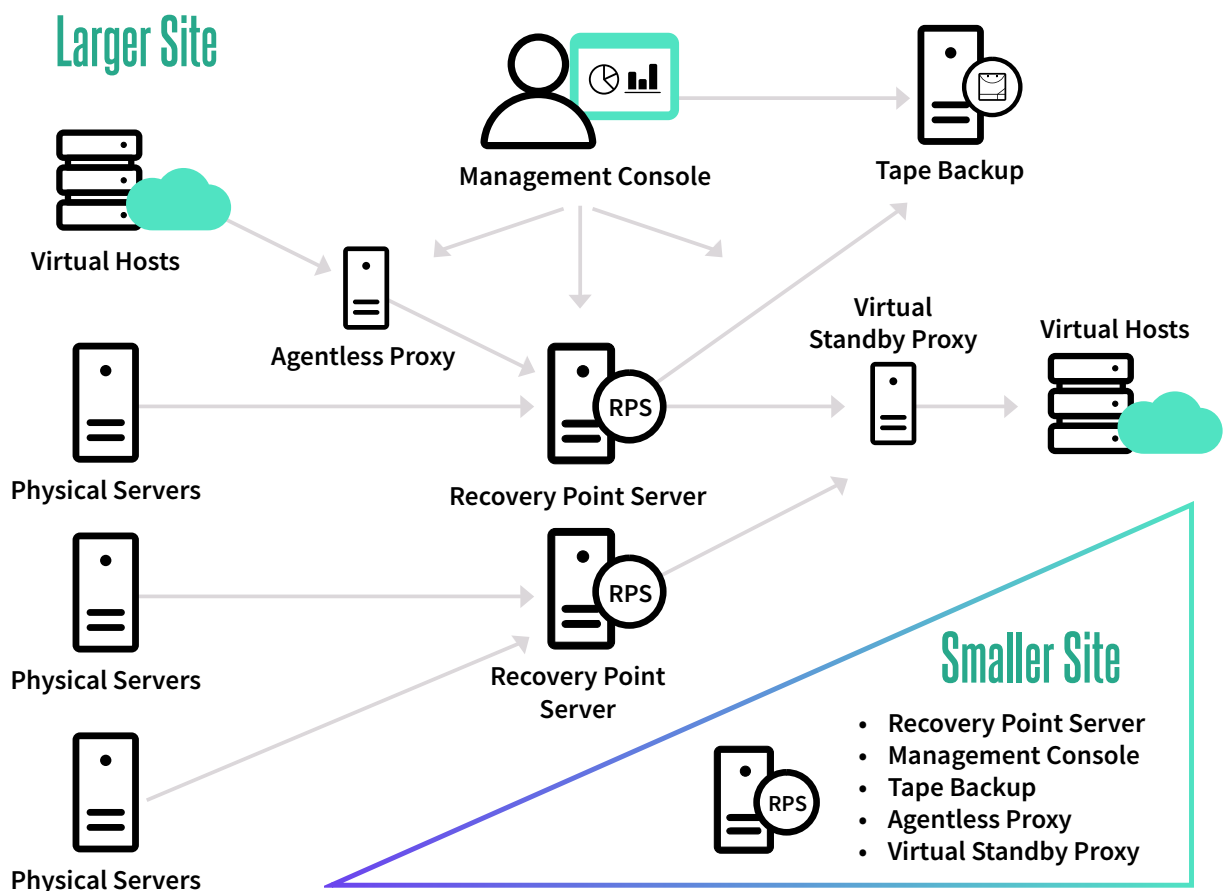 Larger Site
Management Console
Tape Backup
Virtual Hosts
Agentless Proxy
Virtual
Standby Proxy
Virtual Hosts
RPS
Physical Servers
Recovery Point Server
RPS
Physical Servers
Recovery Point
Server
Physical Servers
Smaller Site
RPS
• Recovery Point Server
• Management Console
• Tape Backup
• Agentless Proxy
• Virtual Standby Proxy